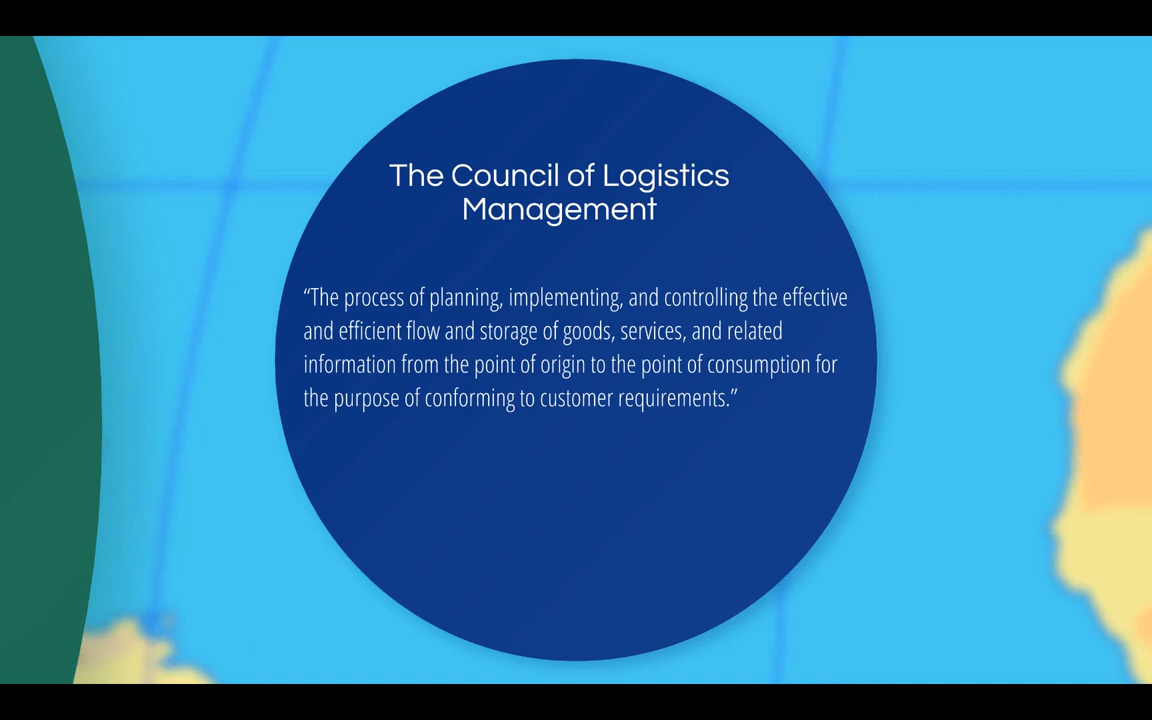 The Council of Logistics
Management
“The process of planning, implementing, and controlling the effective
and efficient flow and storage of goods, services, and related
information from the point of origin to the point of consumption for
the purpose of conforming to customer requirements.”